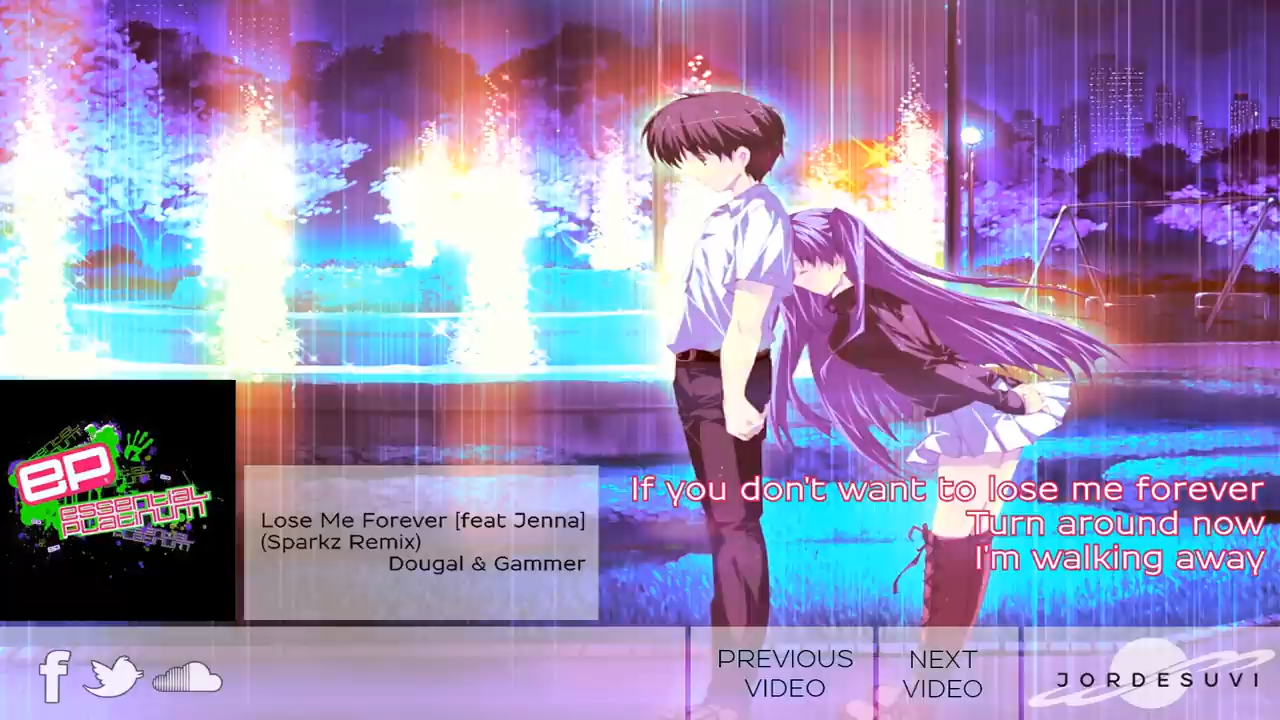 ep
essential
platinum
Lose Me Forever [feat Jenna]
(Sparkz Remix)
Dougal & Gammer
If you don't want to lose me forever
Turn around now
I'm walking away
PREVIOUS
VIDEO
NEXT
VIDEO
JORDESUVI